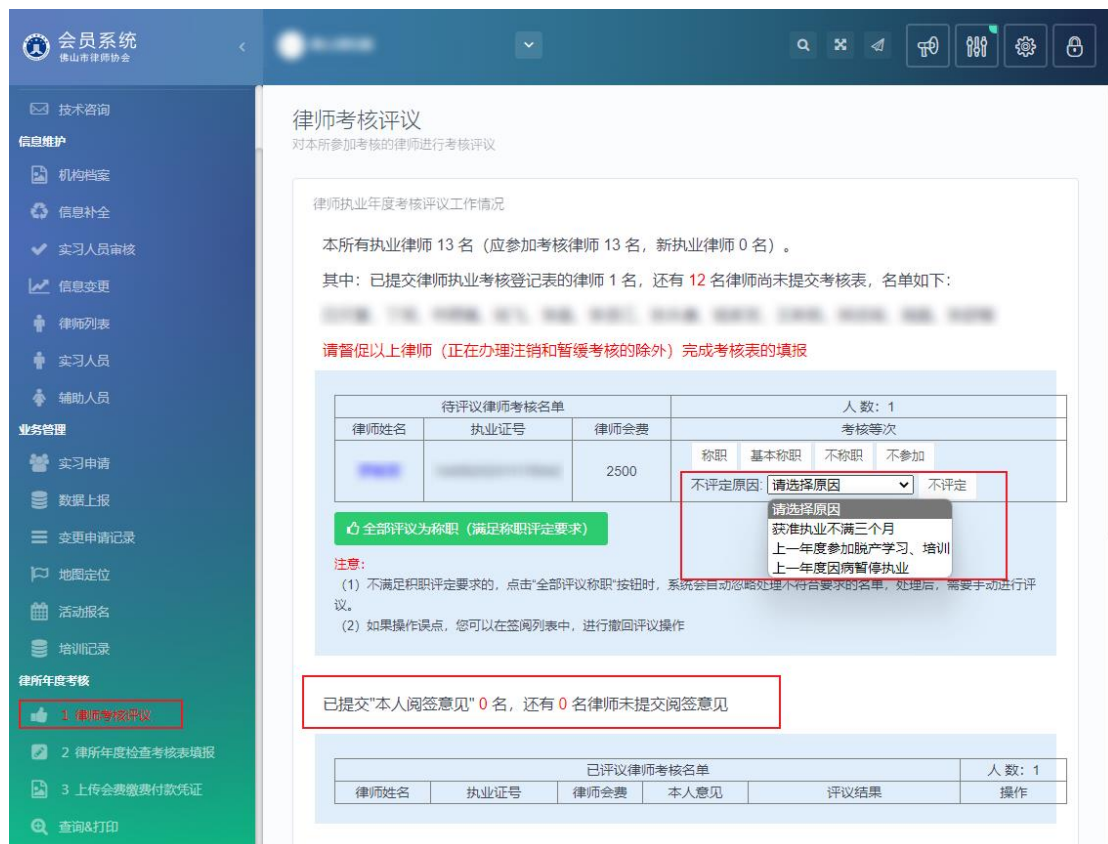 会员系统
佛山市律师协会
技术咨询
信息维护
机构档案
信息补全
实习人员审核
信息变更
律师列表
实习人员
辅助人员
业务管理
实习申请
数据上报
变更申请记录
地图定位
活动报名
培训记录
律所年度考核
1 律师考核评议
2 律所年度检查考核表填报
3 上传会费缴费付款凭证
查询&打印
律师考核评议
对本所参加考核的律师进行考核评议
律师执业年度考核评议工作情况
本所有执业律师 13 名（应参加考核律师 13 名，新执业律师 0 名）。
其中：已提交律师执业考核登记表的律师 1 名，还有 12 名律师尚未提交考核表，名单如下：
请督促以上律师（正在办理注销和暂缓考核的除外）完成考核表的填报
待评议律师考核名单 人 数：1
律师姓名 执业证号 律师会费 考核等次
2500 称职 基本称职 不称职 不参加
不评定原因: 请选择原因 不评定
请选择原因
获准执业不满三个月
上一年度参加脱产学习、培训
上一年度因病暂停执业
全部评议为称职（满足称职评定要求）
注意：
（1）不满足积职评定要求的，点击"全部评议称职"按钮时，系统会自动忽略处理不符合要求的名单，处理后，需要手动进行评
议。
（2）如果操作误点，您可以在签阅列表中，进行撤回评议操作
已提交"本人阅签意见" 0 名，还有 0 名律师未提交阅签意见
已评议律师考核名单 人 数：1
律师姓名 执业证号 律师会费 本人意见 评议结果 操作